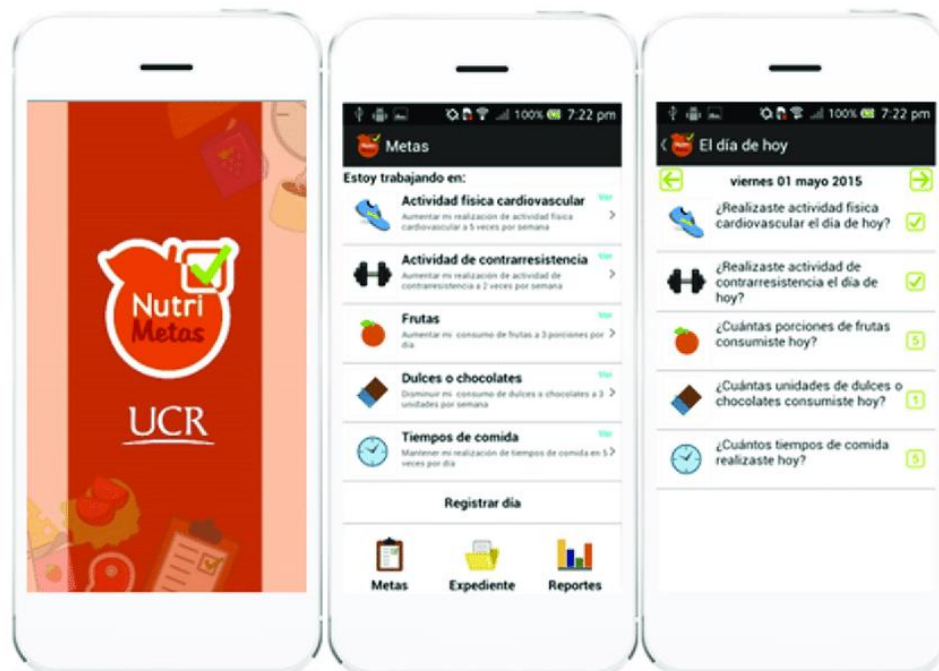 Nutri
Metas
UCR
100% 7:22 pm
Metas
Estoy trabajando en:
Actividad física cardiovascular
Ver
Aumentar mi realización de actividad física
cardiovascular a 5 veces por semana
Actividad de contrarresistencia
Ver
Aumentar mi realización de actividad de
contrarresistencia a 2 veces por semana
Frutas
Ver
Aumentar mi consumo de frutas a 3 porciones por
día
Dulces o chocolates
Ver
Disminuir mi consumo de dulces o chocolates a 3
unidades por semana
Tiempos de comida
Ver
Mantener mi realización de tiempos de comida en 5
veces por día
Registrar día
Metas Expediente Reportes
100% 7:22 pm
El día de hoy
viernes 01 mayo 2015
¿Realizaste actividad física
cardiovascular el día de hoy?
¿Realizaste actividad de
contrarresistencia el día de
hoy?
¿Cuántas porciones de frutas
consumiste hoy?
5
¿Cuántas unidades de dulces o
chocolates consumiste hoy?
1
¿Cuántos tiempos de comida
realizaste hoy?
5